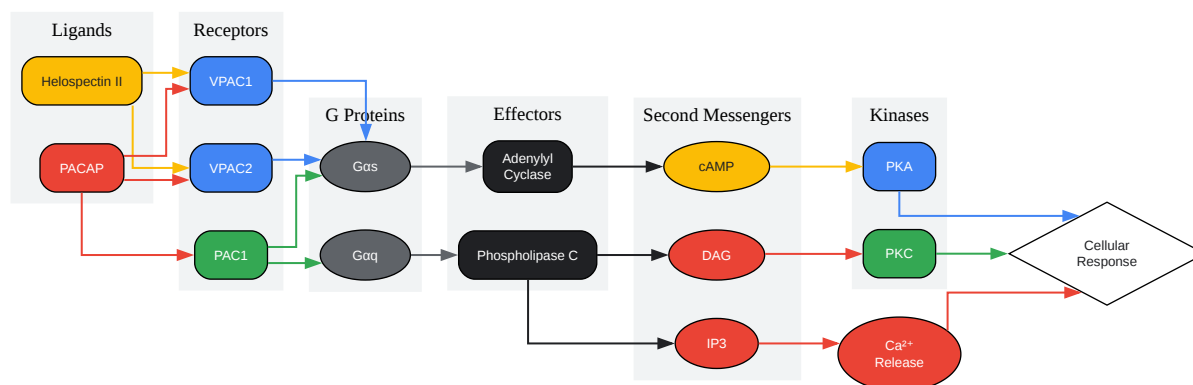 Ligands
Receptors
G Proteins
Effectors
Second Messengers
Kinases
Helospectin II
VPAC1
PACAP
VPAC2
Gαs
Adenylyl
Cyclase
cAMP
PKA
PAC1
Gαq
Phospholipase C
DAG
PKC
Cellular
Response
IP3
Ca²⁺
Release